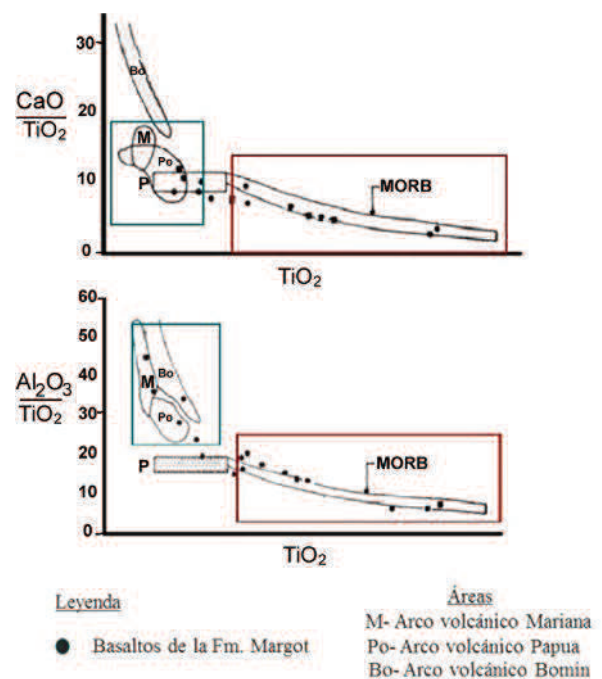 30
Bo
CaO
TiO2
20
M
Po
10
P
MORB
0
TiO2
60
50
Al2O3
TiO2
40
M
Bo
30
Po
20
P
MORB
10
0
TiO2
Leyenda
Basaltos de la Fm. Margot
Áreas
M- Arco volcánico Mariana
Po- Arco volcánico Papua
Bo- Arco volcánico Bomin